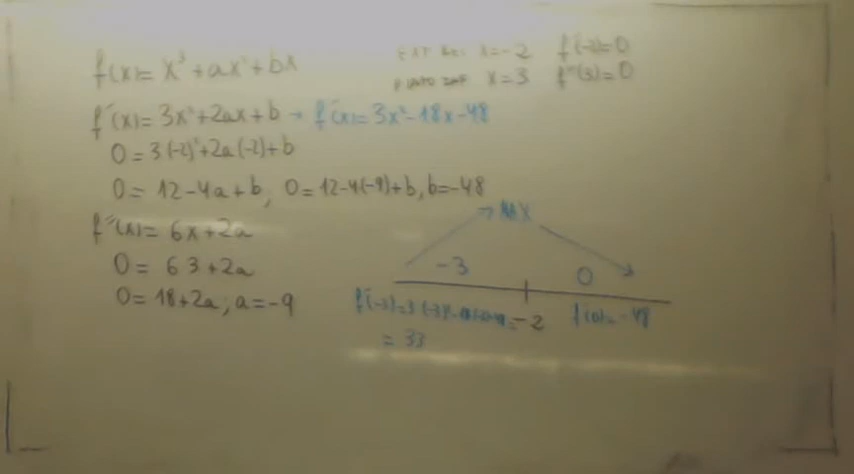 f(x)= x³+ax²+bx
x=-2 f'(-2)=0
PUNTO INF x=3 f''(3)=0
f'(x)= 3x²+2ax+b → f'(x)= 3x²-18x-48
0= 3(-2)²+2a(-2)+b
0= 12-4a+b, 0=12-4(-9)+b, b=-48
→ MAX
f''(x)= 6x+2a
0= 6·3+2a
-3 0
0= 18+2a; a=-9
-2 f'(0)=-48
= 33